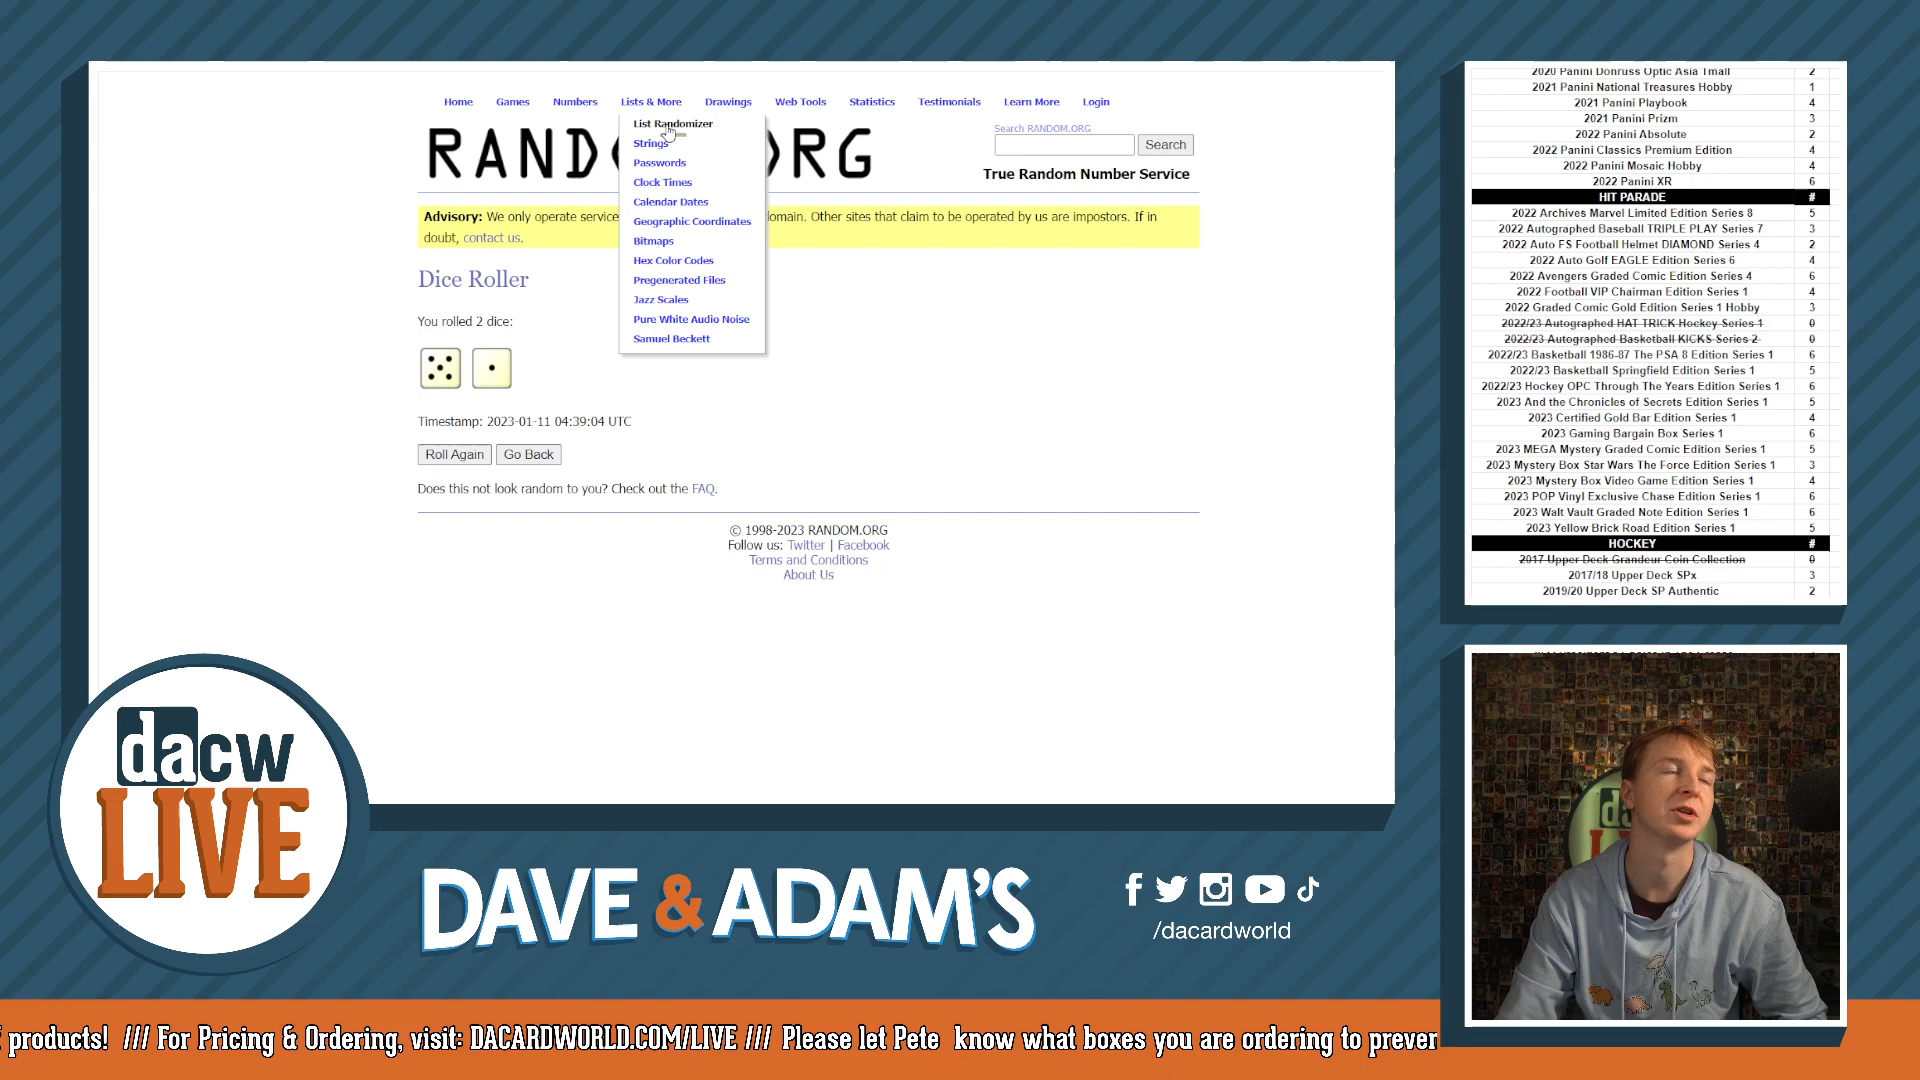 Home Games Numbers Lists & More Drawings Web Tools Statistics Testimonials Learn More Login
List Randomizer
Strings
Passwords
Clock Times
Calendar Dates
Geographic Coordinates
Bitmaps
Hex Color Codes
Pregenerated Files
Jazz Scales
Pure White Audio Noise
Samuel Beckett
RAND RG
Search RANDOM.ORG
Search
True Random Number Service
Advisory: We only operate service omain. Other sites that claim to be operated by us are impostors. If in
doubt, contact us.
Dice Roller
You rolled 2 dice:
Timestamp: 2023-01-11 04:39:04 UTC
Roll Again Go Back
Does this not look random to you? Check out the FAQ.
© 1998-2023 RANDOM.ORG
Follow us: Twitter | Facebook
Terms and Conditions
About Us
2020 Panini Donruss Optic Asia Tmall 2
2021 Panini National Treasures Hobby 1
2021 Panini Playbook 4
2021 Panini Prizm 3
2022 Panini Absolute 2
2022 Panini Classics Premium Edition 4
2022 Panini Mosaic Hobby 4
2022 Panini XR 6
HIT PARADE #
2022 Archives Marvel Limited Edition Series 8 5
2022 Autographed Baseball TRIPLE PLAY Series 7 3
2022 Auto FS Football Helmet DIAMOND Series 4 2
2022 Auto Golf EAGLE Edition Series 6 4
2022 Avengers Graded Comic Edition Series 4 6
2022 Football VIP Chairman Edition Series 1 4
2022 Graded Comic Gold Edition Series 1 Hobby 3
2022/23 Autographed HAT TRICK Hockey Series 1 0
2022/23 Autographed Basketball KICKS Series 2 0
2022/23 Basketball 1986-87 The PSA 8 Edition Series 1 6
2022/23 Basketball Springfield Edition Series 1 5
2022/23 Hockey OPC Through The Years Edition Series 1 6
2023 And the Chronicles of Secrets Edition Series 1 5
2023 Certified Gold Bar Edition Series 1 4
2023 Gaming Bargain Box Series 1 6
2023 MEGA Mystery Graded Comic Edition Series 1 5
2023 Mystery Box Star Wars The Force Edition Series 1 3
2023 Mystery Box Video Game Edition Series 1 4
2023 POP Vinyl Exclusive Chase Edition Series 1 6
2023 Walt Vault Graded Note Edition Series 1 6
2023 Yellow Brick Road Edition Series 1 5
HOCKEY #
2017 Upper Deck Grandeur Coin Collection 0
2017/18 Upper Deck SPx 3
2019/20 Upper Deck SP Authentic 2
dacw
LIVE
DAVE & ADAM'S
/dacardworld
products! /// For Pricing & Ordering, visit: DACARDWORLD.COM/LIVE /// Please let Pete know what boxes you are ordering to prever